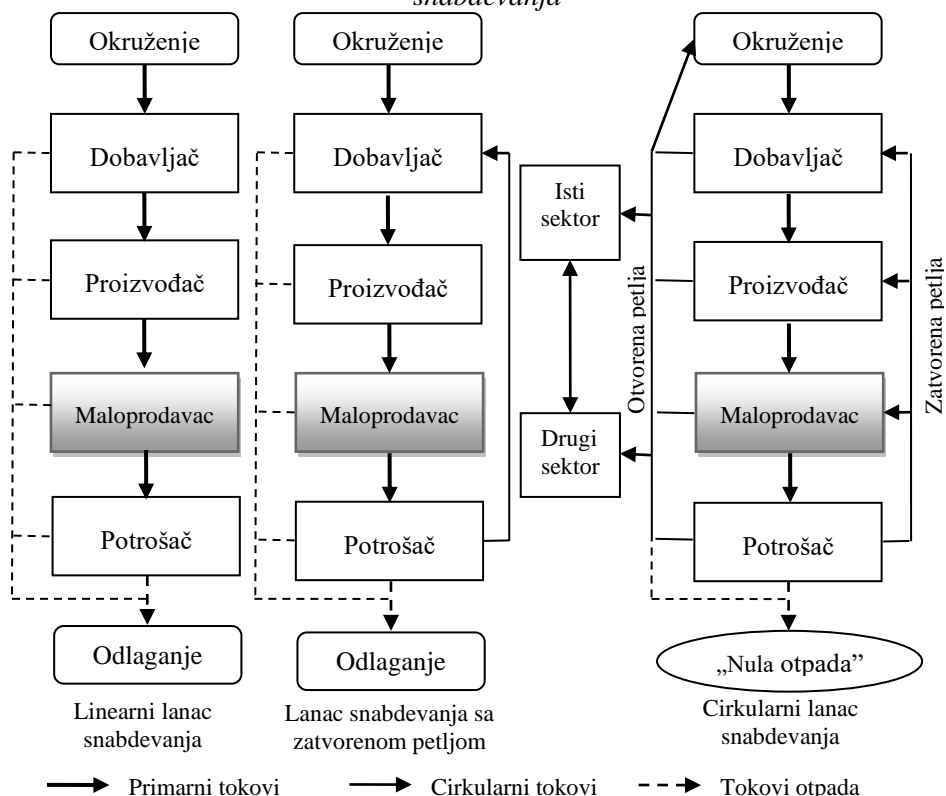 snabdevanja
Okruženje
Dobavljač
Proizvođač
Maloprodavac
Potrošač
Odlaganje
Linearni lanac
snabdevanja
Okruženje
Dobavljač
Proizvođač
Maloprodavac
Potrošač
Odlaganje
Lanac snabdevanja sa
zatvorenom petljom
Isti
sektor
Drugi
sektor
Otvorena petlja
Okruženje
Dobavljač
Proizvođač
Maloprodavac
Potrošač
„Nula otpada”
Zatvorena petlja
Cirkularni lanac
snabdevanja
Primarni tokovi
Cirkularni tokovi
Tokovi otpada